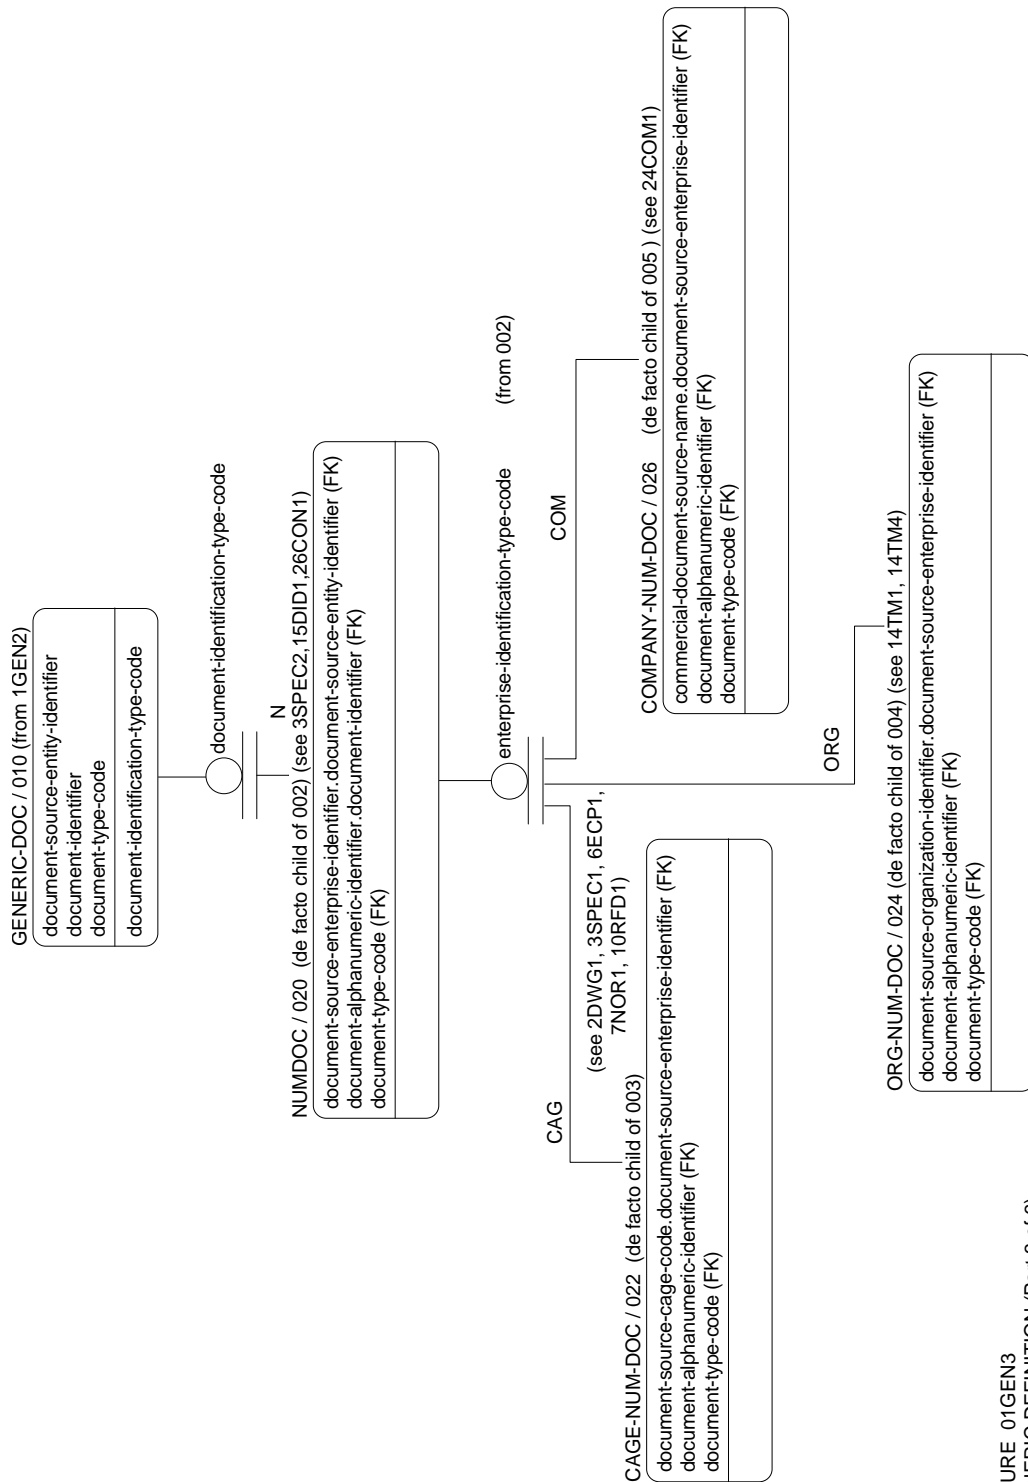 GENERIC-DOC / 010 (from 1GEN2)
document-source-entity-identifier
document-identifier
document-type-code
document-identification-type-code
document-identification-type-code
N
NUMDOC / 020 (de facto child of 002) (see 3SPEC2,15DID1,26CON1)
document-source-enterprise-identifier.document-source-entity-identifier (FK)
document-alphanumeric-identifier.document-identifier (FK)
document-type-code (FK)
enterprise-identification-type-code (from 002)
CAG
(see 2DWG1, 3SPEC1, 6ECP1,
7NOR1, 10RFD1)
CAGE-NUM-DOC / 022 (de facto child of 003)
document-source-cage-code.document-source-enterprise-identifier (FK)
document-alphanumeric-identifier (FK)
document-type-code (FK)
COM
COMPANY-NUM-DOC / 026 (de facto child of 005 ) (see 24COM1)
commercial-document-source-name.document-source-enterprise-identifier (FK)
document-alphanumeric-identifier (FK)
document-type-code (FK)
ORG
ORG-NUM-DOC / 024 (de facto child of 004) (see 14TM1, 14TM4)
document-source-organization-identifier.document-source-enterprise-identifier (FK)
document-alphanumeric-identifier (FK)
document-type-code (FK)
URE 01GEN3